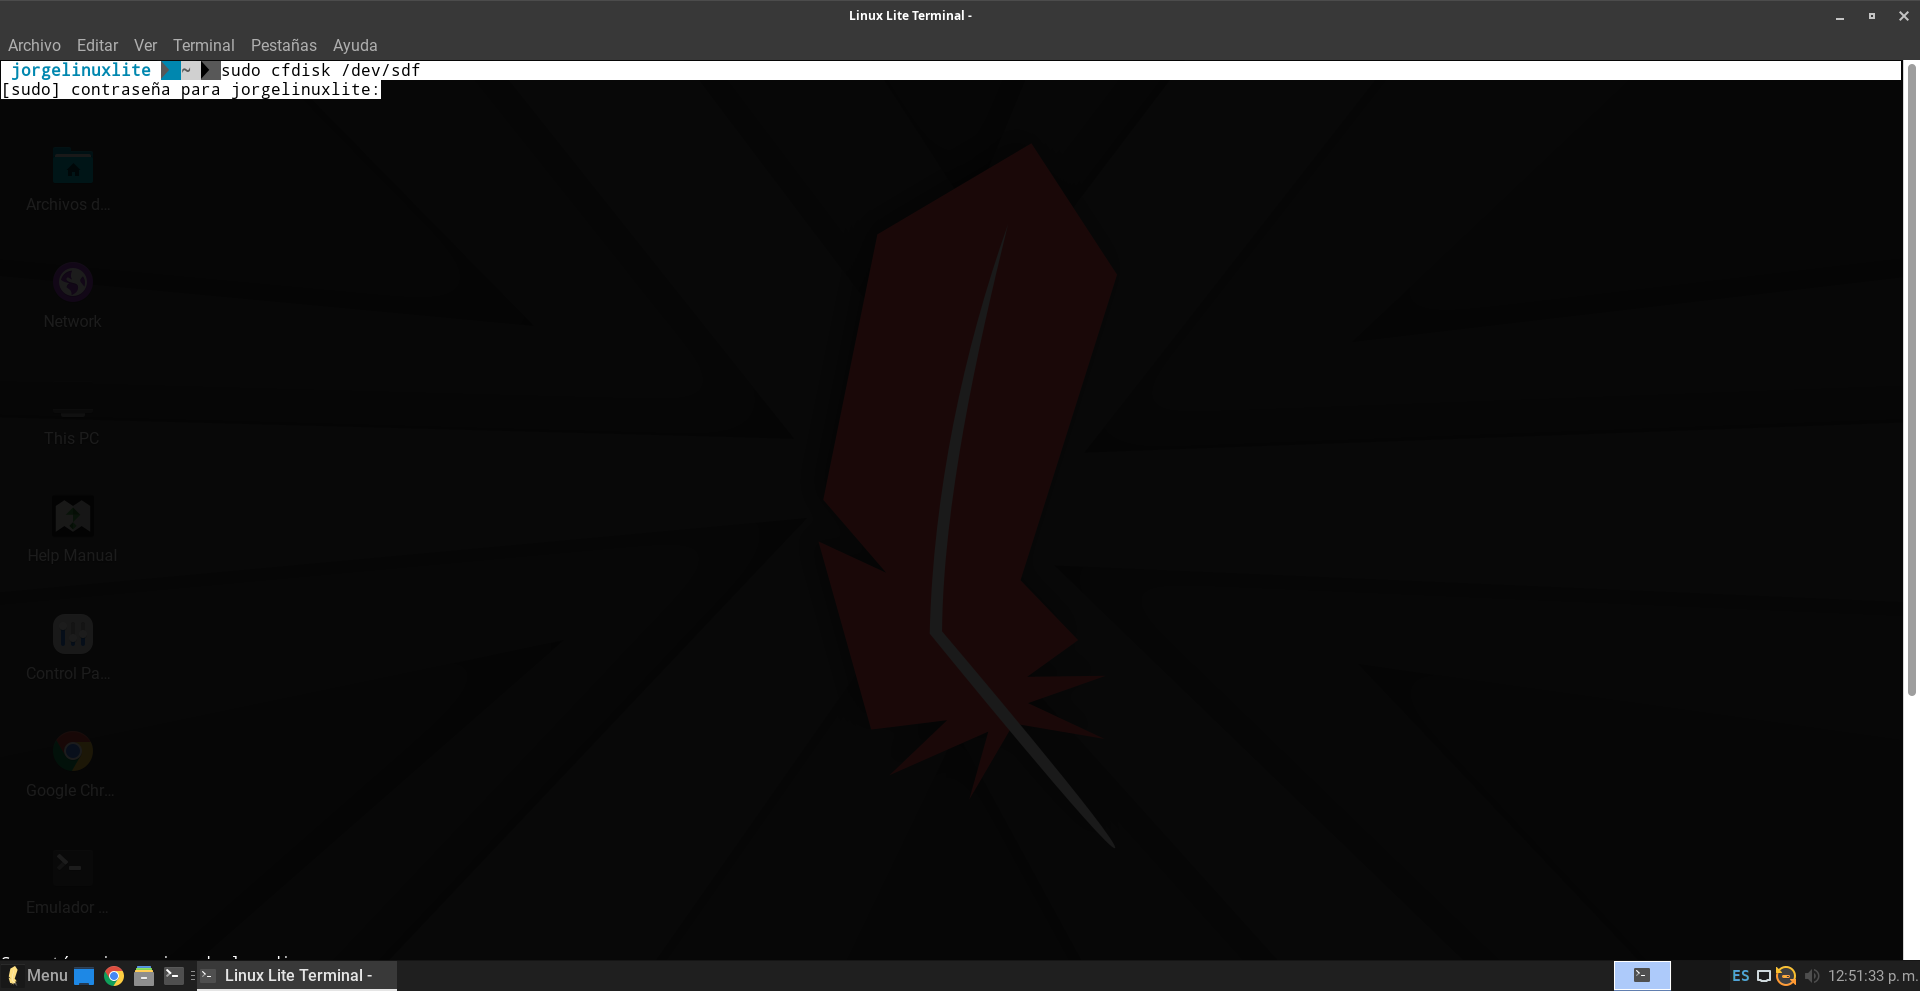 Linux Lite Terminal -
Archivo Editar Ver Terminal Pestañas Ayuda
jorgelinuxlite ~ sudo cfdisk /dev/sdf
[sudo] contraseña para jorgelinuxlite:
Archivos d...
Network
This PC
Help Manual
Control Pa...
Google Chr...
Emulador ...
Menu Linux Lite Terminal - ES 12:51:33 p. m.